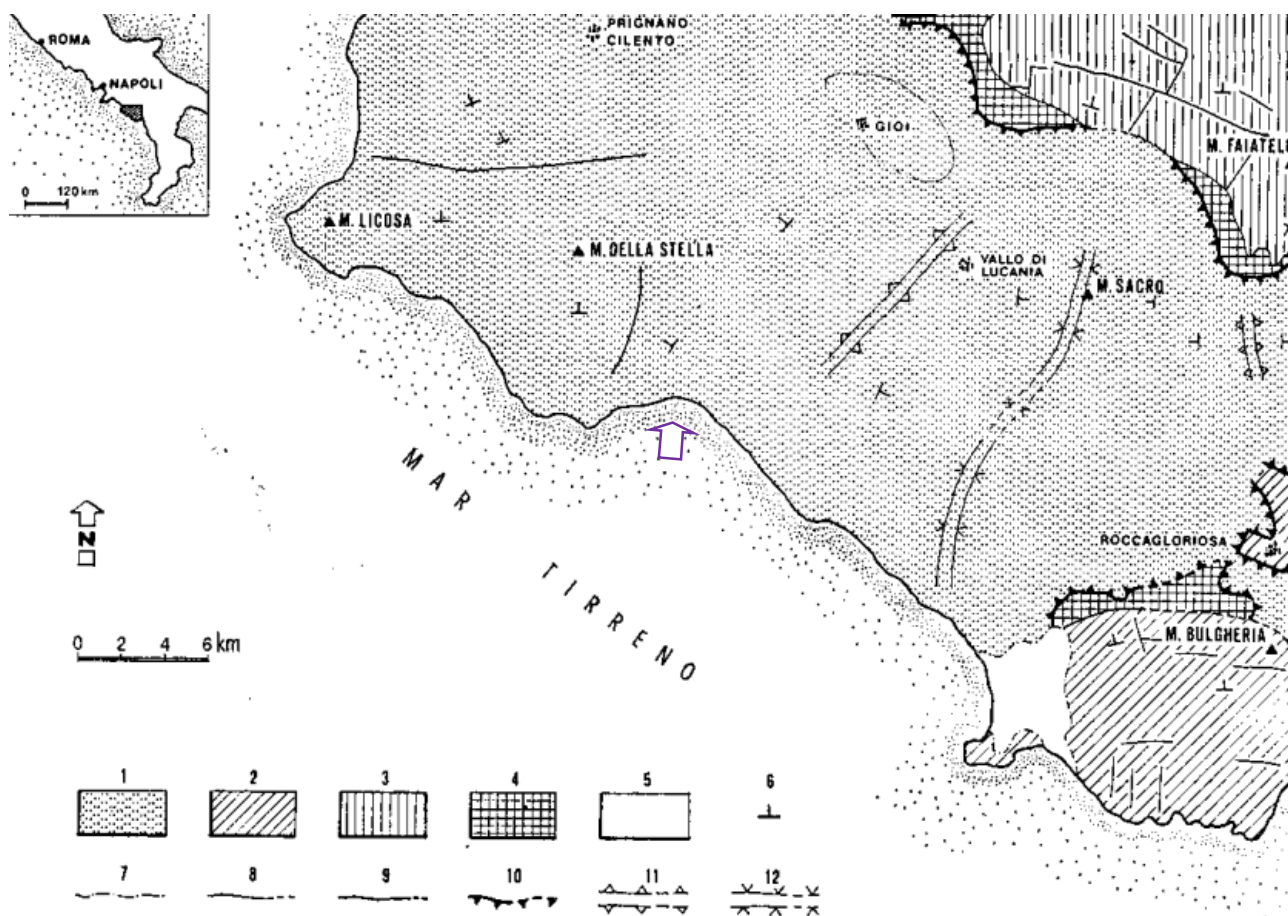 ROMA
NAPOLI
0 120 km
PRIGNANO
CILENTO
GIOI
M. FAIATEL
M. LICOSA
M. DELLA STELLA
VALLO DI
LUCANIA
M. SACRO
MAR
TIRRENO
N
ROCCAGLORIOSA
M. BULGHERIA
0 2 4 6 km
1 2 3 4 5 6
7 8 9 10 11 12